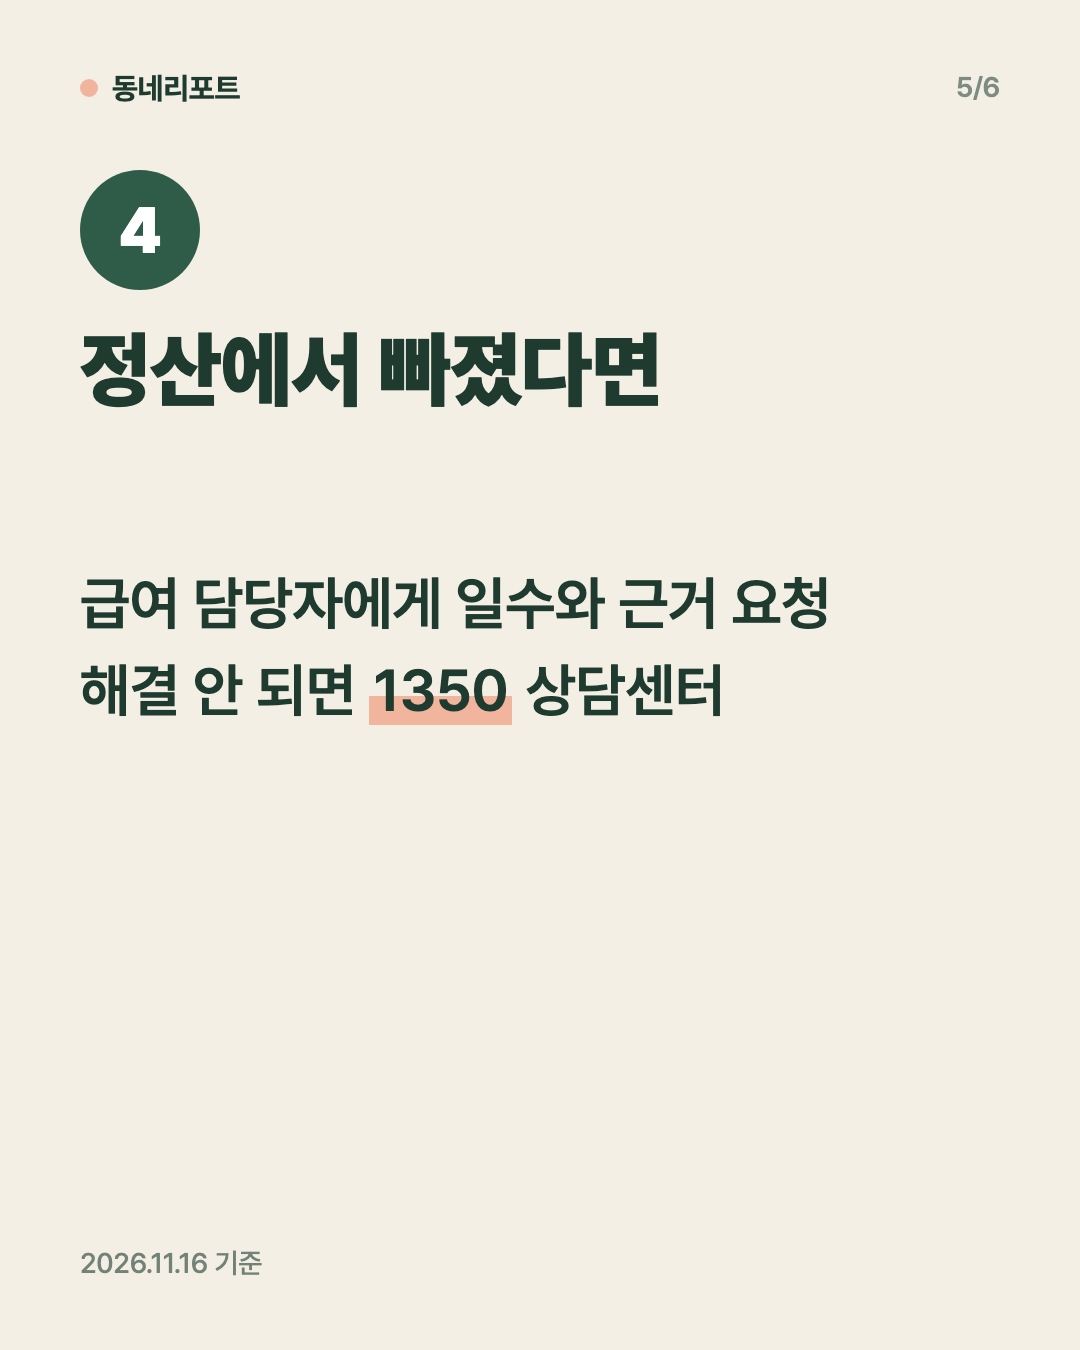 동네리포트
5/6
4
정산에서 빠졌다면
급여 담당자에게 일수와 근거 요청
해결 안 되면 1350 상담센터
2026.11.16 기준